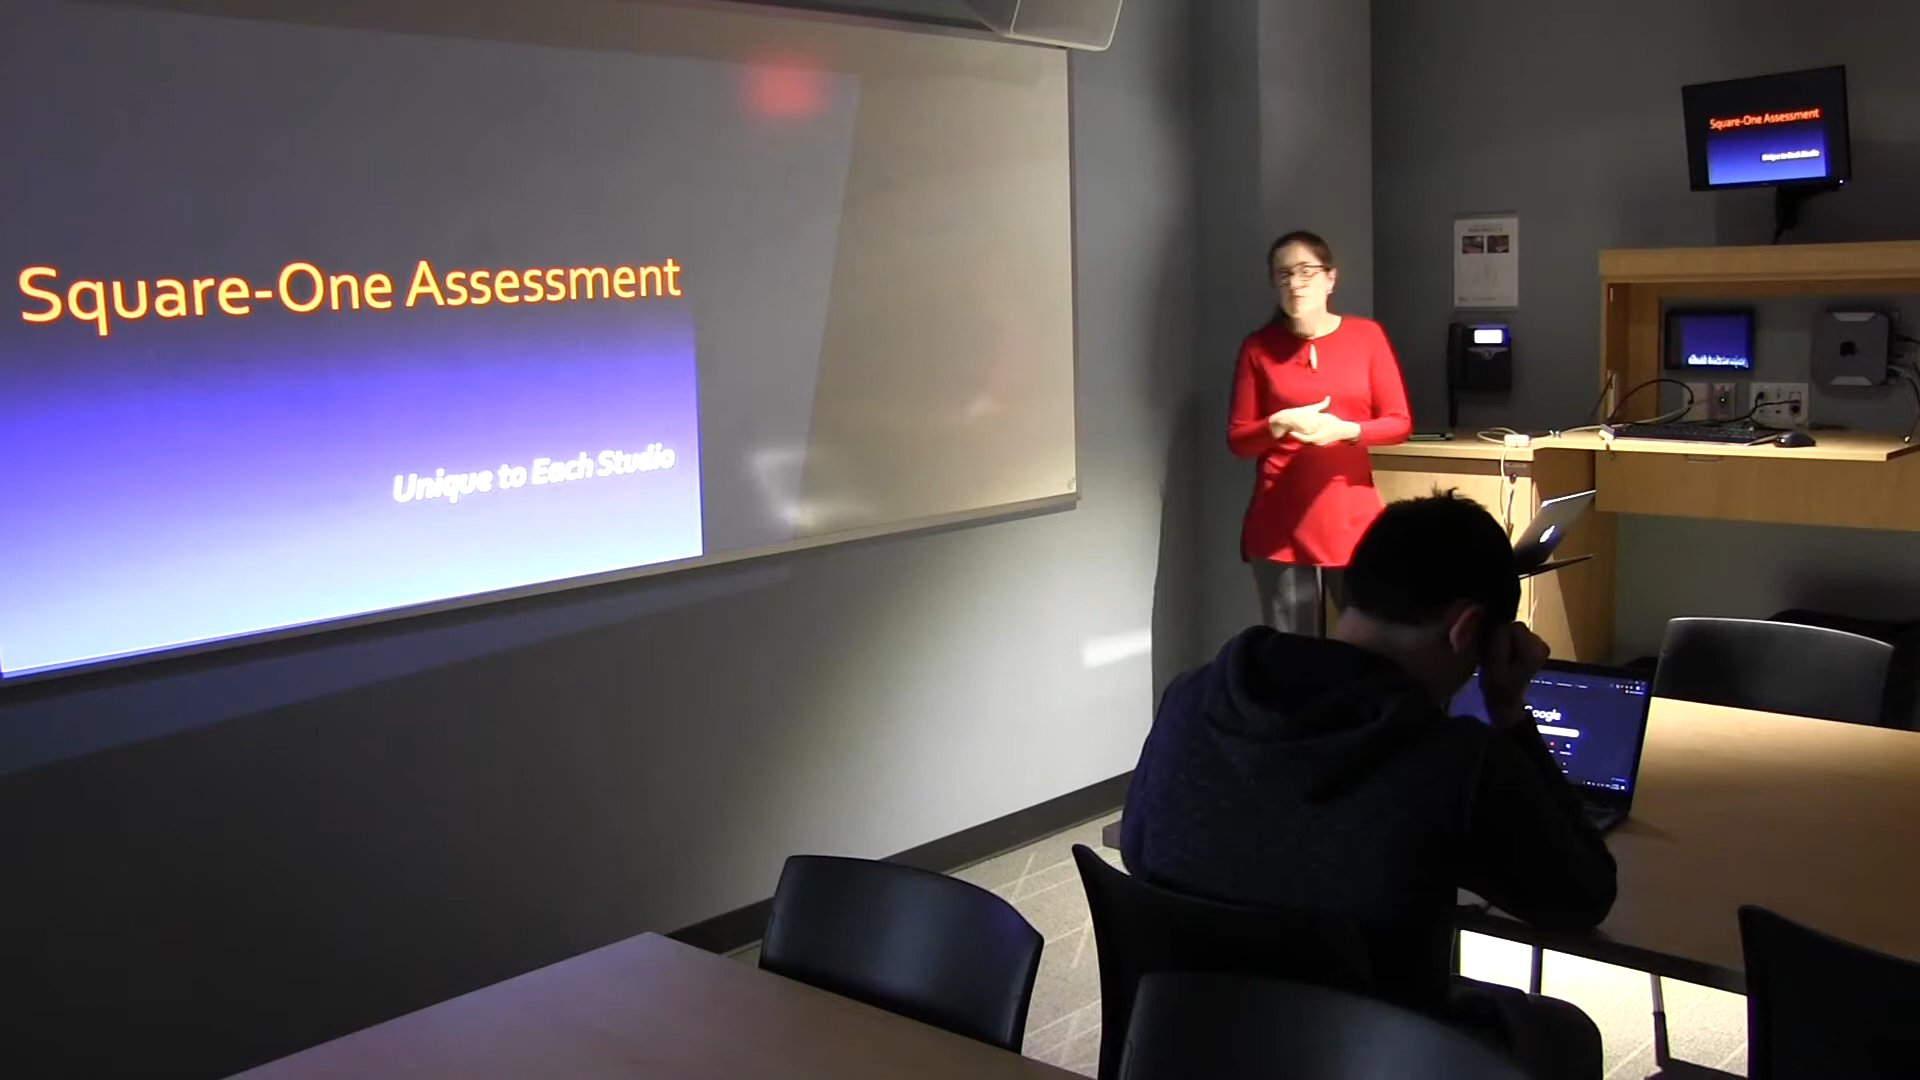 Square-One Assessment
Unique to Each Studio
Square-One Assessment
Unique to Each Studio
Google